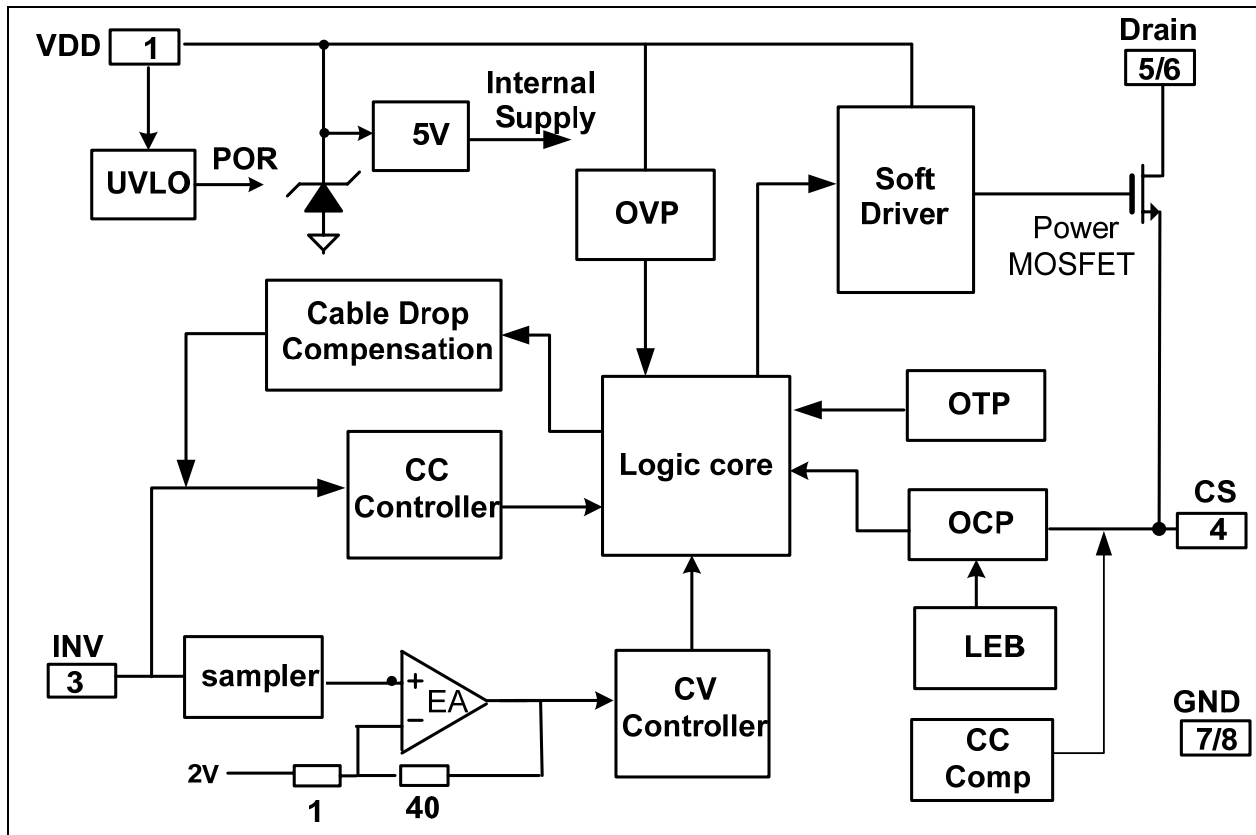 VDD
1
Drain
5/6
Internal
Supply
5V
POR
UVLO
OVP
Soft
Driver
Power
MOSFET
Cable Drop
Compensation
OTP
CC
Controller
Logic core
OCP
CS
4
LEB
INV
3
sampler
+
EA
−
CV
Controller
GND
7/8
CC
Comp
2V
1
40